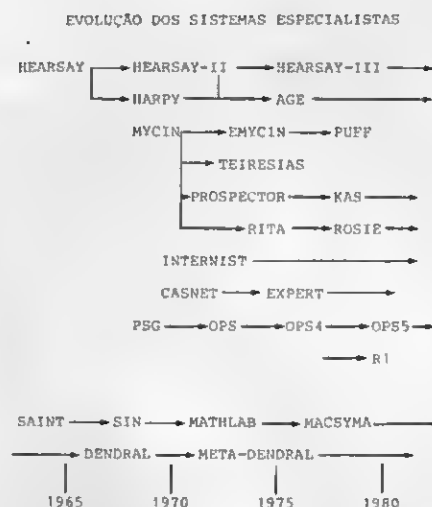 EVOLUÇÃO DOS SISTEMAS ESPECIALISTAS
HEARSAY HEARSAY-II HEARSAY-III
HARPY AGE
MYCIN EMYCIN PUFF
TEIRESIAS
PROSPECTOR KAS
RITA ROSIE
INTERNIST
CASNET EXPERT
PSG OPS OPS4 OPS5
R1
SAINT SIN MATHLAB MACSYMA
DENDRAL META-DENDRAL
1965 1970 1975 1980